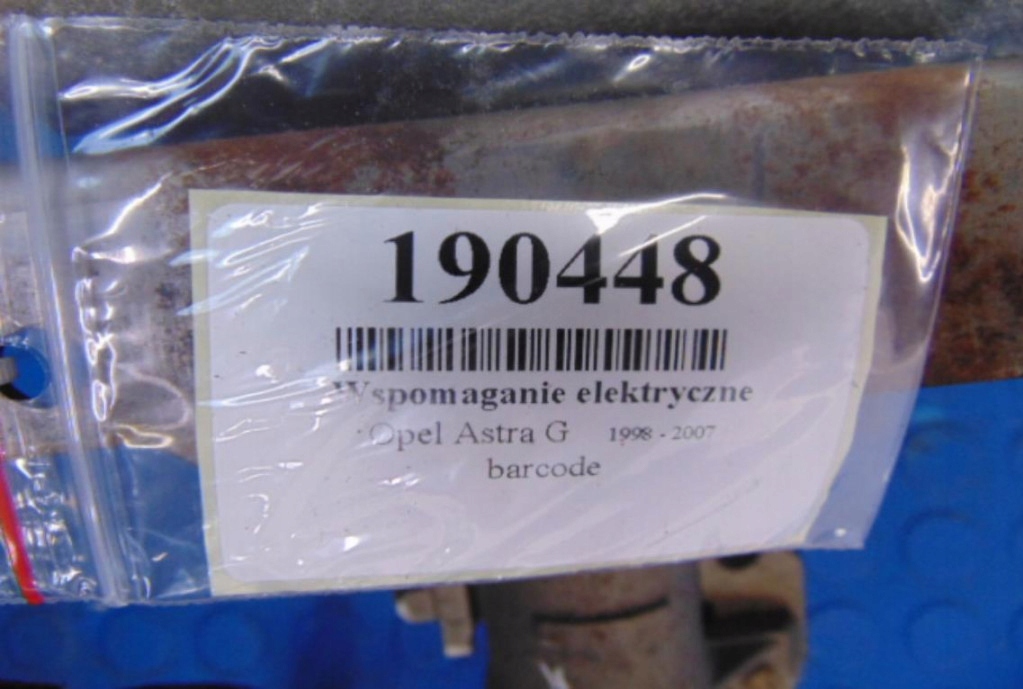 190448
Wspomaganie elektryczne
Opel Astra G 1998 - 2007
barcode